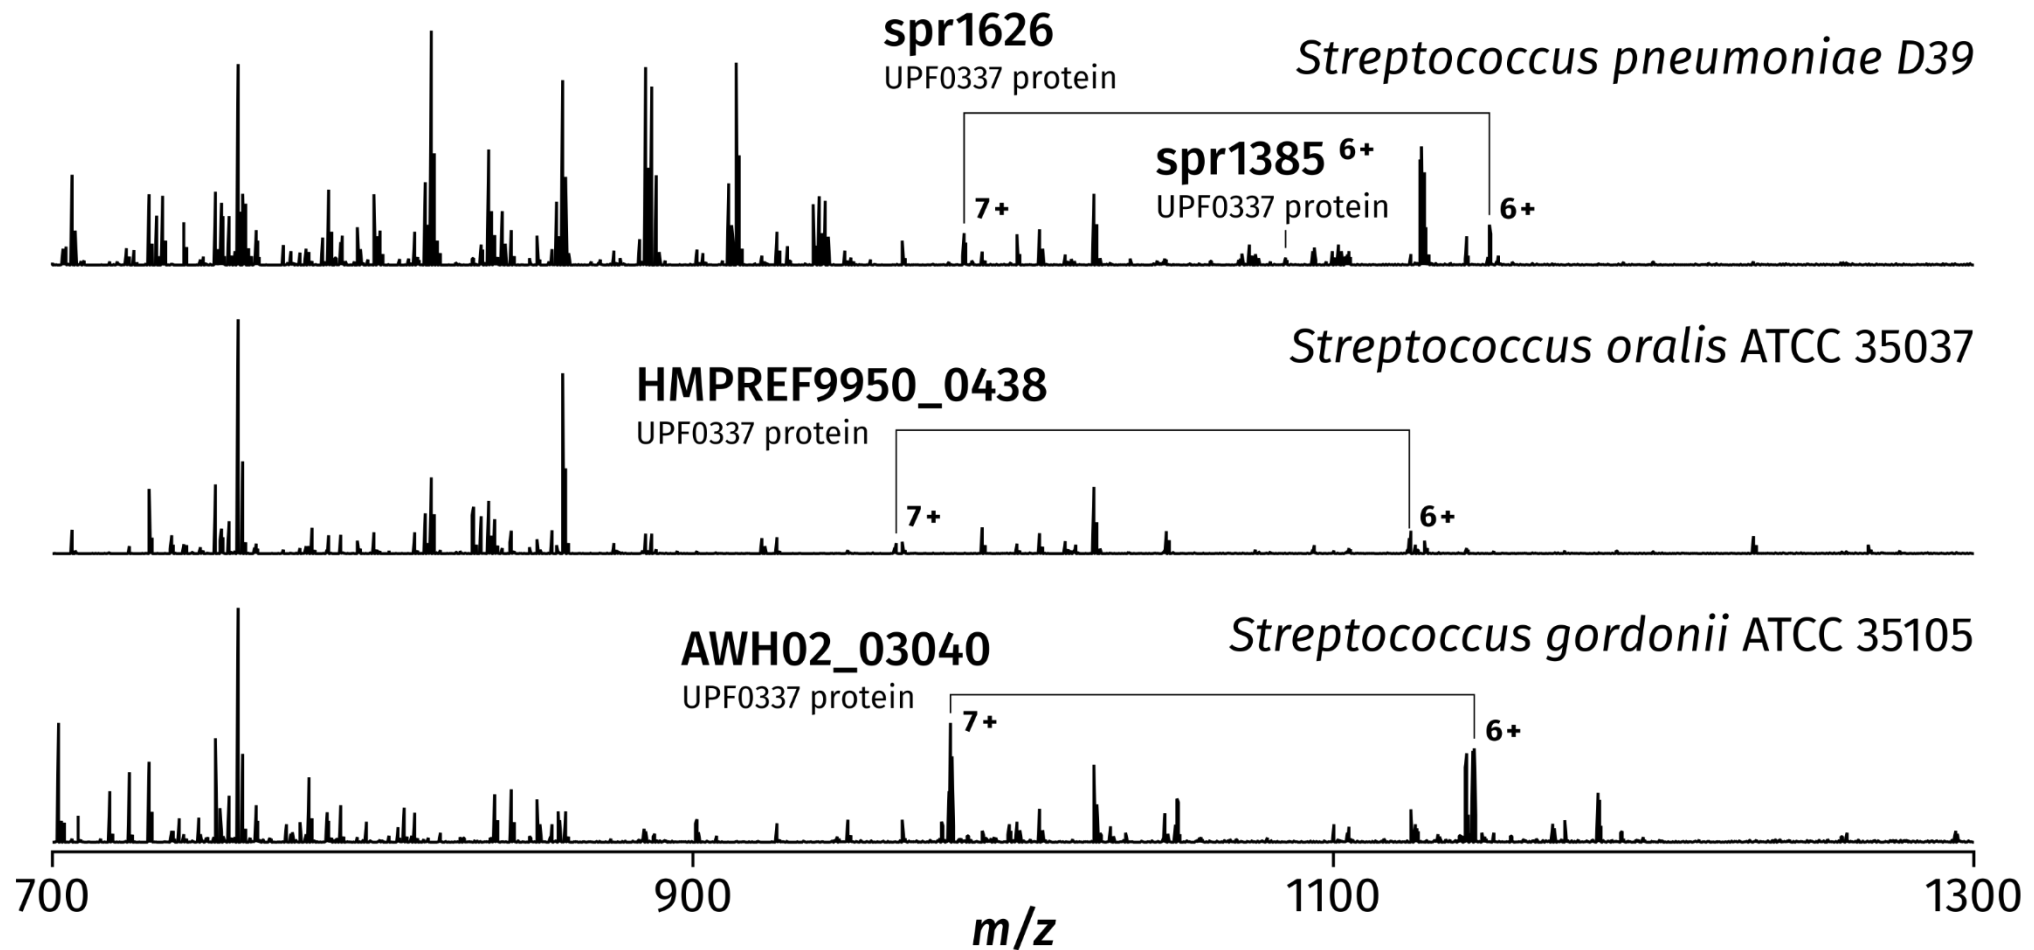 spr1626
UPF0337 protein
Streptococcus pneumoniae D39
spr1385 6+
UPF0337 protein
7+
6+
Streptococcus oralis ATCC 35037
HMPREF9950_0438
UPF0337 protein
7+
6+
Streptococcus gordonii ATCC 35105
AWH02_03040
UPF0337 protein
7+
6+
700
900
1100
1300
m/z